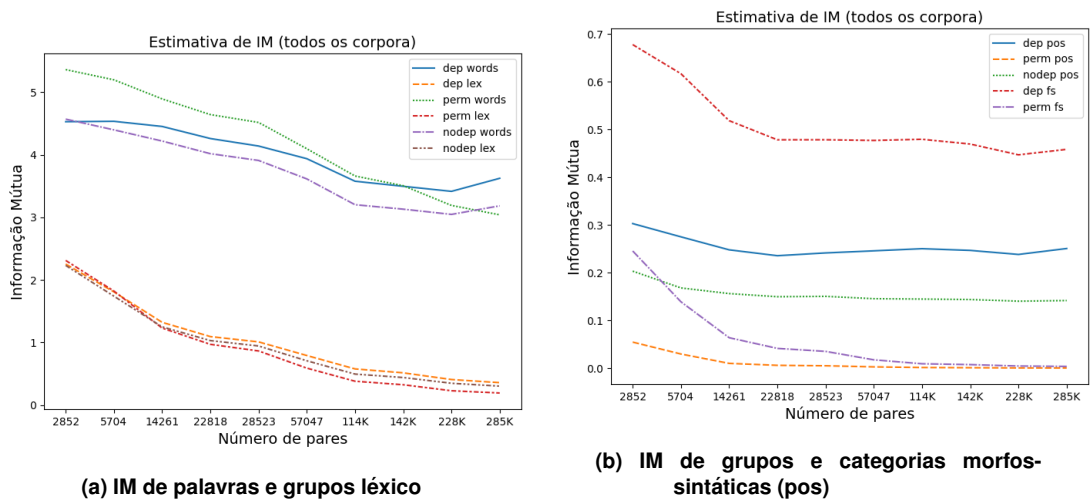 Estimativa de IM (todos os corpora)
dep words
dep lex
perm words
perm lex
nodep words
nodep lex
5
4
3
2
1
0
Informação Mútua
2852 5704 14261 22818 28523 57047 114K 142K 228K 285K
Número de pares
(a) IM de palavras e grupos léxico
Estimativa de IM (todos os corpora)
dep pos
perm pos
nodep pos
dep fs
perm fs
0.7
0.6
0.5
0.4
0.3
0.2
0.1
0.0
Informação Mútua
2852 5704 14261 22818 28523 57047 114K 142K 228K 285K
Número de pares
(b) IM de grupos e categorias morfos-
sintáticas (pos)